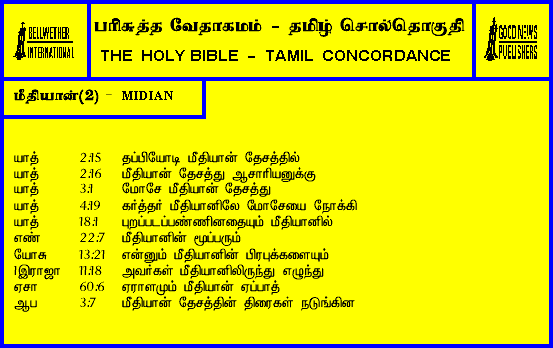 BELLWETHER INTERNATIONAL
பரிசுத்த வேதாகமம் - தமிழ் சொல்தொகுதி
THE HOLY BIBLE - TAMIL CONCORDANCE
GOOD NEWS PUBLISHERS
மீதியான்(2) - MIDIAN
யாத் 2:15 தப்பியோடி மீதியான் தேசத்தில்
யாத் 2:16 மீதியான் தேசத்து ஆசாரியனுக்கு
யாத் 3:1 மோசே மீதியான் தேசத்து
யாத் 4:19 கர்த்தர் மீதியானிலே மோசேயை நோக்கி
யாத் 18:1 புறப்படப்பண்ணினதையும் மீதியானில்
எண் 22:7 மீதியானின் மூப்பரும்
யோசு 13:21 என்னும் மீதியானின் பிரபுக்களையும்
1இராஜா 11:18 அவர்கள் மீதியானிலிருந்து எழுந்து
ஏசா 60:6 ஏராளமும் மீதியான் ஏப்பாத்
ஆப 3:7 மீதியான் தேசத்தின் திரைகள் நடுங்கின